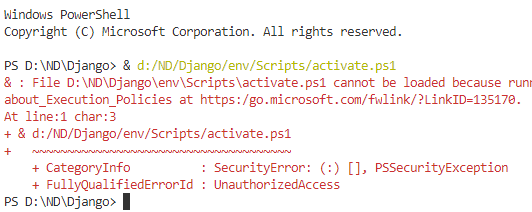 Windows PowerShell
Copyright (C) Microsoft Corporation. All rights reserved.
PS D:\ND\Django> & d:/ND/Django/env/Scripts/activate.ps1
& : File D:\ND\Django\env\Scripts\activate.ps1 cannot be loaded because runn
about_Execution_Policies at https:/go.microsoft.com/fwlink/?LinkID=135170.
At line:1 char:3
+ & d:/ND/Django/env/Scripts/activate.ps1
+   ~~~~~~~~~~~~~~~~~~~~~~~~~~~~~~~~~~~~~
    + CategoryInfo          : SecurityError: (:) [], PSSecurityException
    + FullyQualifiedErrorId : UnauthorizedAccess
PS D:\ND\Django>